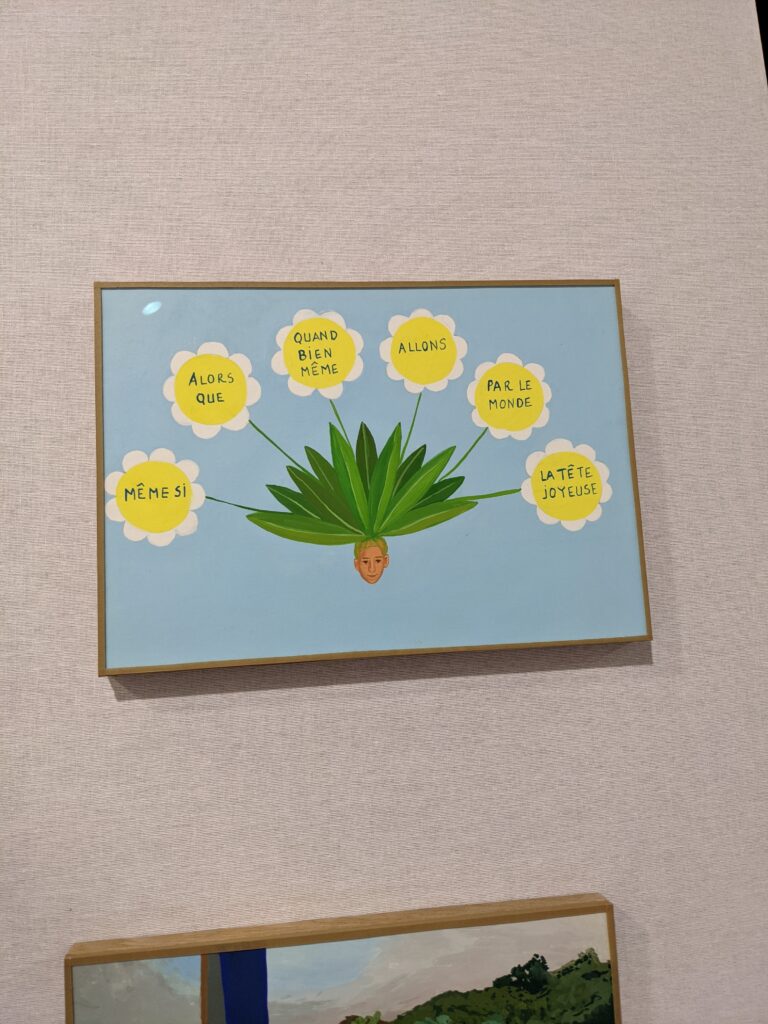 MÊME SI
ALORS
QUE
QUAND
BIEN
MÊME
ALLONS
PAR LE
MONDE
LA TÊTE
JOYEUSE